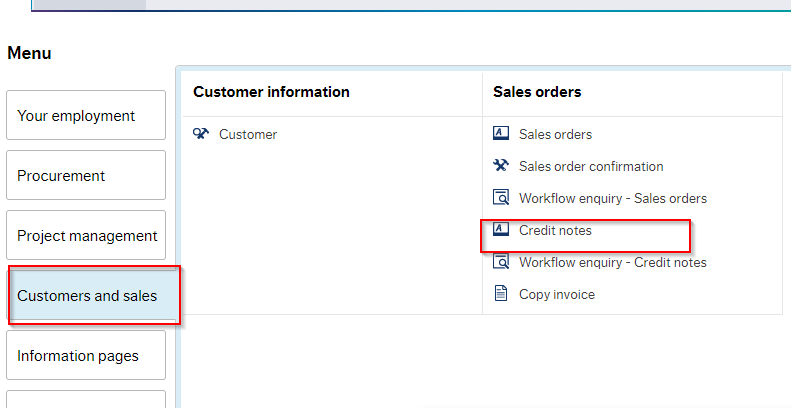 Menu
Your employment
Procurement
Project management
Customers and sales
Information pages
Customer information
Customer
Sales orders
Sales orders
Sales order confirmation
Workflow enquiry - Sales orders
Credit notes
Workflow enquiry - Credit notes
Copy invoice